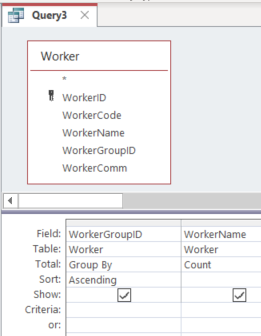 Query3
Worker
*
WorkerID
WorkerCode
WorkerName
WorkerGroupID
WorkerComm
Field: WorkerGroupID WorkerName
Table: Worker Worker
Total: Group By Count
Sort: Ascending
Show:
Criteria:
or: